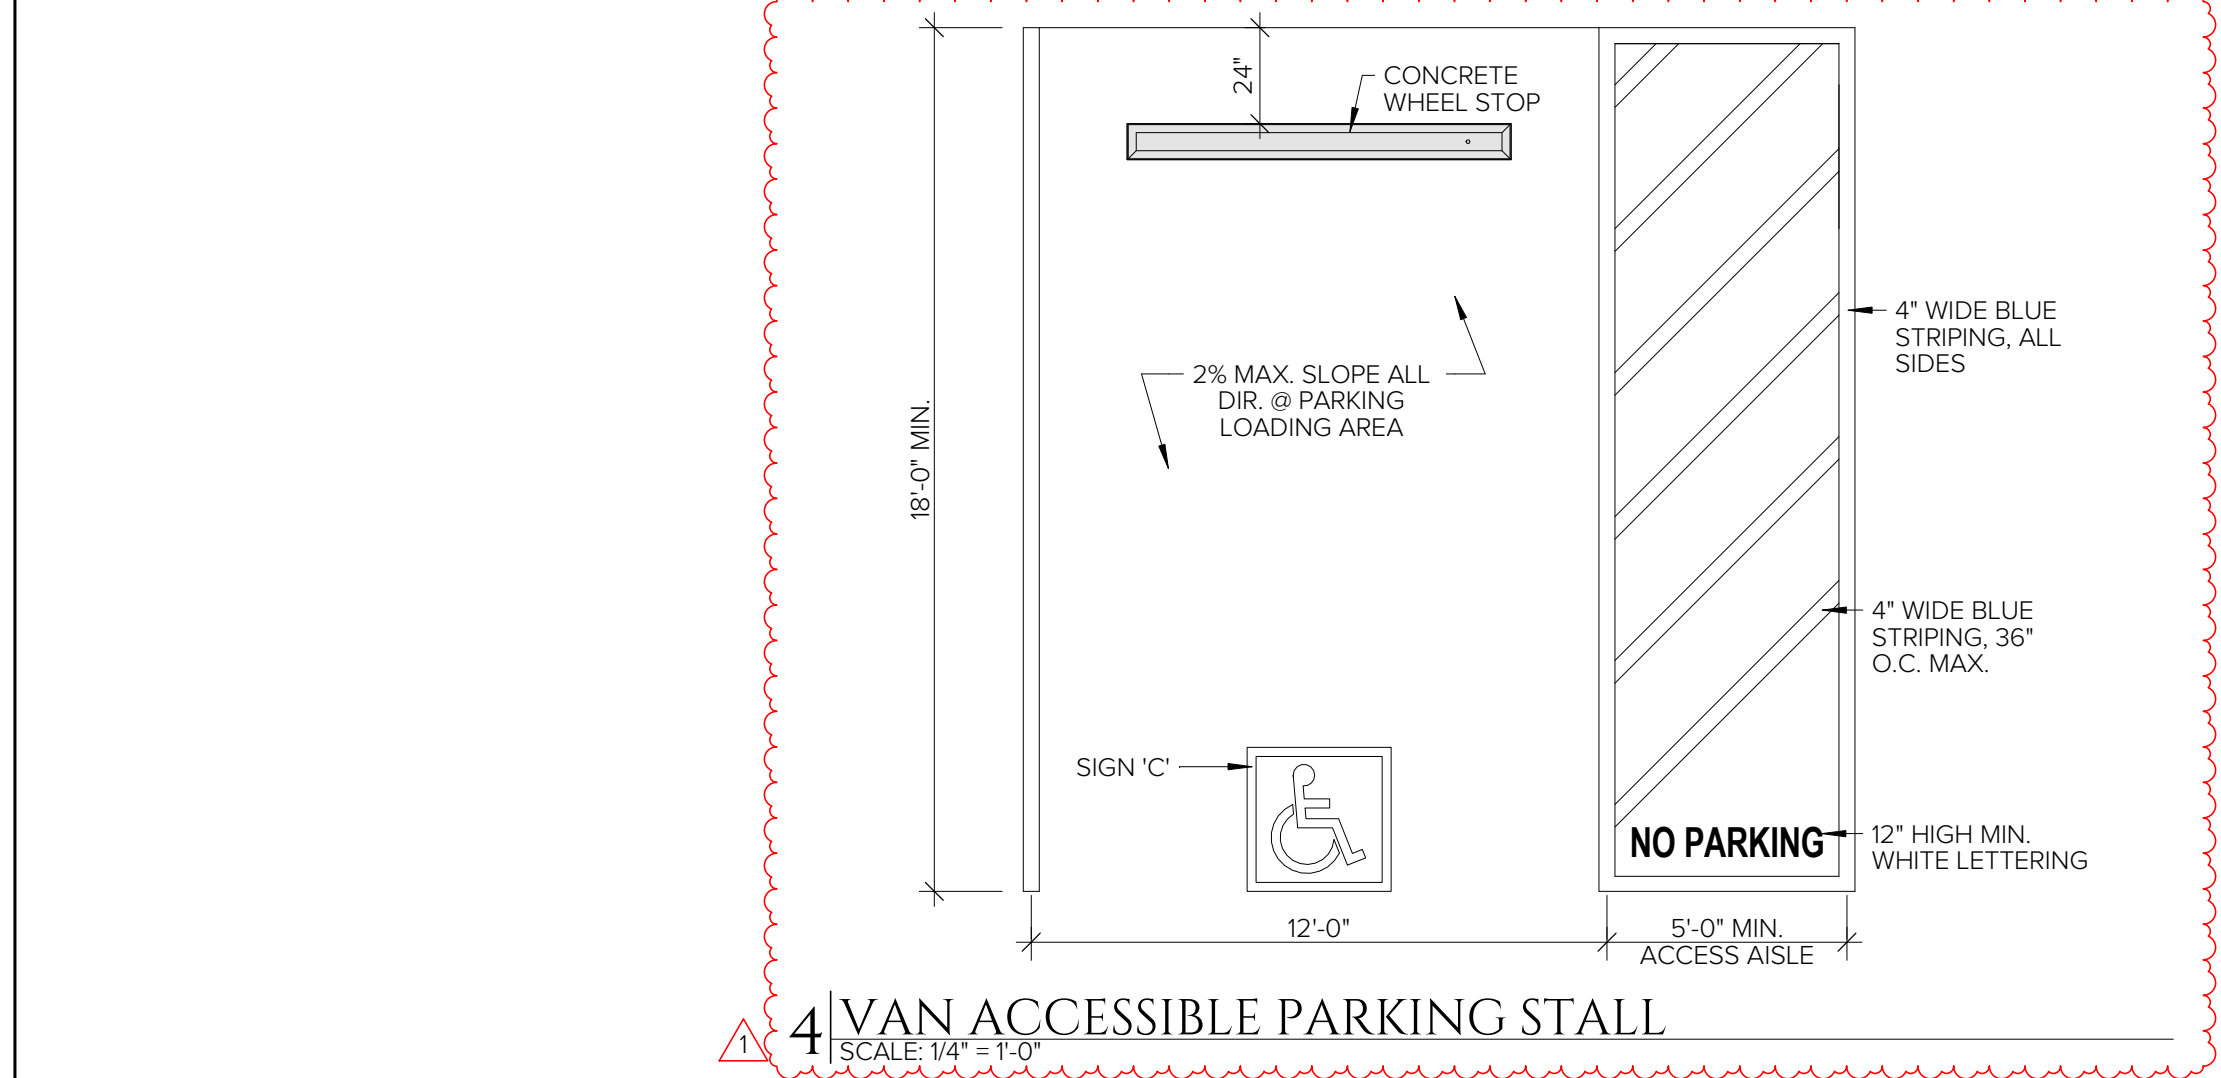 24"
CONCRETE
WHEEL STOP
4" WIDE BLUE
STRIPING, ALL
SIDES
2% MAX. SLOPE ALL
DIR. @ PARKING
LOADING AREA
18'-0" MIN.
4" WIDE BLUE
STRIPING, 36"
O.C. MAX.
SIGN 'C'
NO PARKING
12" HIGH MIN.
WHITE LETTERING
12'-0"
5'-0" MIN.
ACCESS AISLE
1
4
VAN ACCESSIBLE PARKING STALL
SCALE: 1/4" = 1'-0"